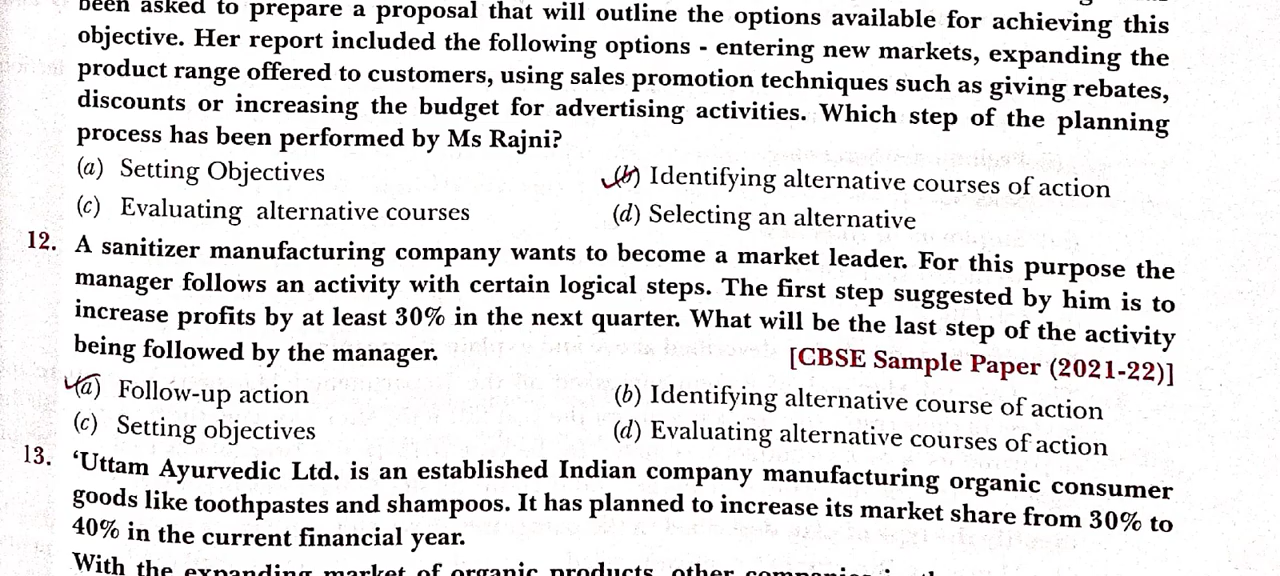 been asked to prepare a proposal that will outline the options available for achieving this
objective. Her report included the following options - entering new markets, expanding the
product range offered to customers, using sales promotion techniques such as giving rebates,
discounts or increasing the budget for advertising activities. Which step of the planning
process has been performed by Ms Rajni?
(a) Setting Objectives (b) Identifying alternative courses of action
(c) Evaluating alternative courses (d) Selecting an alternative
12. A sanitizer manufacturing company wants to become a market leader. For this purpose the
manager follows an activity with certain logical steps. The first step suggested by him is to
increase profits by at least 30% in the next quarter. What will be the last step of the activity
being followed by the manager. [CBSE Sample Paper (2021-22)]
(a) Follow-up action (b) Identifying alternative course of action
(c) Setting objectives (d) Evaluating alternative courses of action
13. ‘Uttam Ayurvedic Ltd. is an established Indian company manufacturing organic consumer
goods like toothpastes and shampoos. It has planned to increase its market share from 30% to
40% in the current financial year.
With the expanding market of organic products, other companies